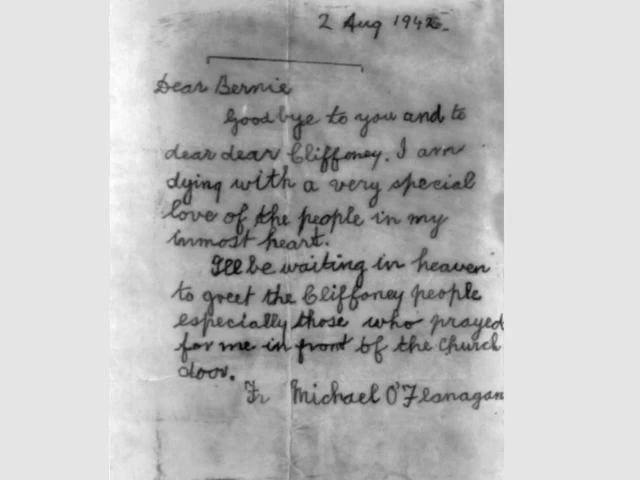 2 Aug 1942.
Dear Bernie
Goodbye to you and to
dear dear Cliffoney. I am
dying with a very special
love of the people in my
inmost heart.
I'll be waiting in heaven
to greet the Cliffoney people
especially those who prayed
for me in front of the Church
door.
Fr Michael O'Flanagan